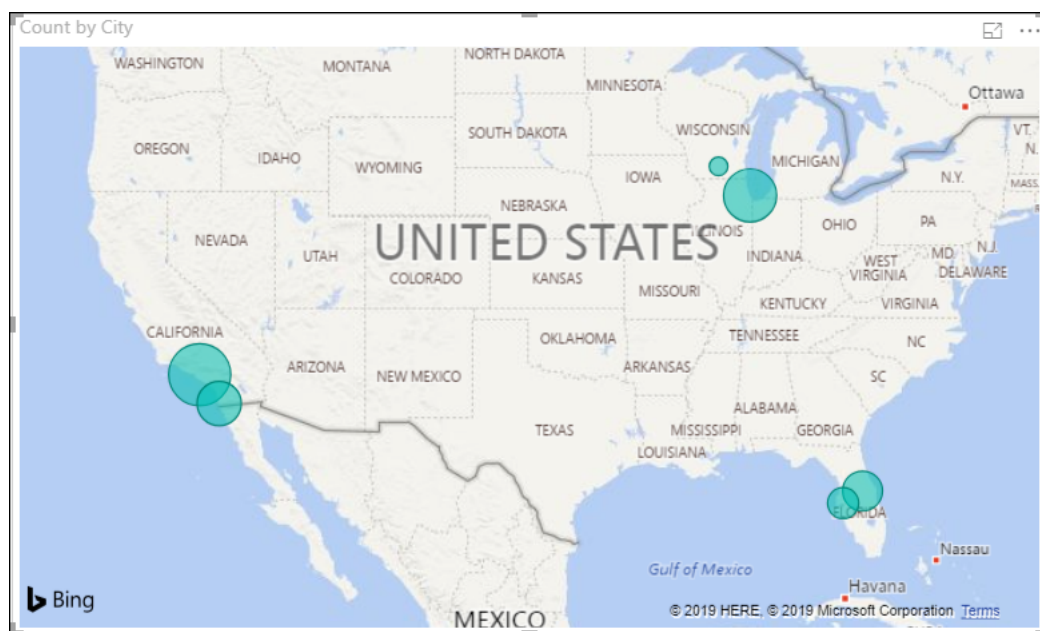 Count by City
NORTH DAKOTA
WASHINGTON
MONTANA
MINNESOTA
Ottawa
SOUTH DAKOTA
WISCONSIN
VT.
OREGON
IDAHO
WYOMING
MICHIGAN
N.
IOWA
N.Y.
MASS
NEBRASKA
OHIO
PA
NEVADA
UNITED STATES
ILLINOIS
N.J.
UTAH
INDIANA
MD
COLORADO
KANSAS
WEST
VIRGINIA
DELAWARE
MISSOURI
KENTUCKY
VIRGINIA
CALIFORNIA
OKLAHOMA
TENNESSEE
NC
ARIZONA
NEW MEXICO
ARKANSAS
SC
ALABAMA
TEXAS
MISSISSIPPI
GEORGIA
LOUISIANA
FLORIDA
Nassau
Gulf of Mexico
Havana
Bing
MEXICO
© 2019 HERE, © 2019 Microsoft Corporation Terms